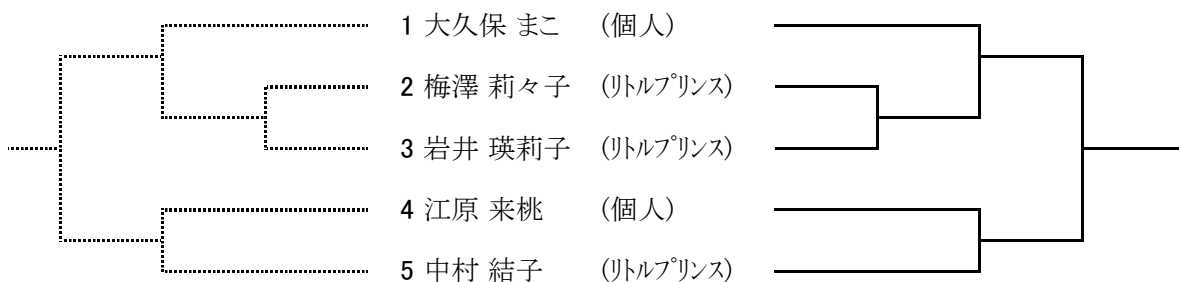 1 大久保 まこ (個人)
2 梅澤 莉々子 (ﾘﾄﾙﾌﾟﾘﾝｽ)
3 岩井 瑛莉子 (ﾘﾄﾙﾌﾟﾘﾝｽ)
4 江原 来桃 (個人)
5 中村 結子 (ﾘﾄﾙﾌﾟﾘﾝｽ)